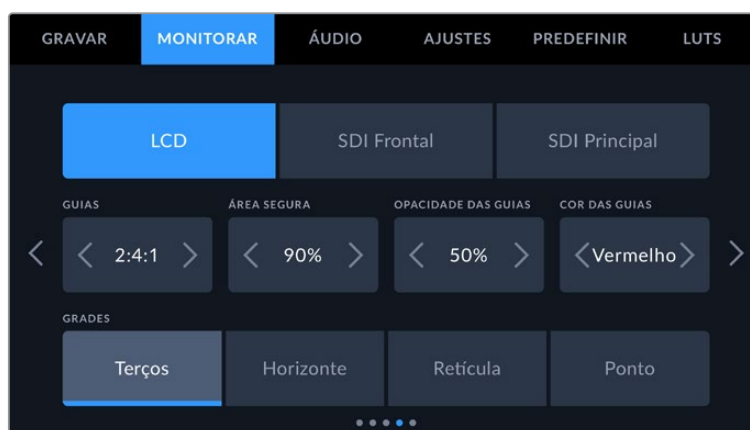 GRAVAR MONITORAR ÁUDIO AJUSTES PREDEFINIR LUTS
LCD SDI Frontal SDI Principal
GUIAS ÁREA SEGURA OPACIDADE DAS GUIAS COR DAS GUIAS
2:4:1 90% 50% Vermelho
GRADES
Terços Horizonte Retícula Ponto